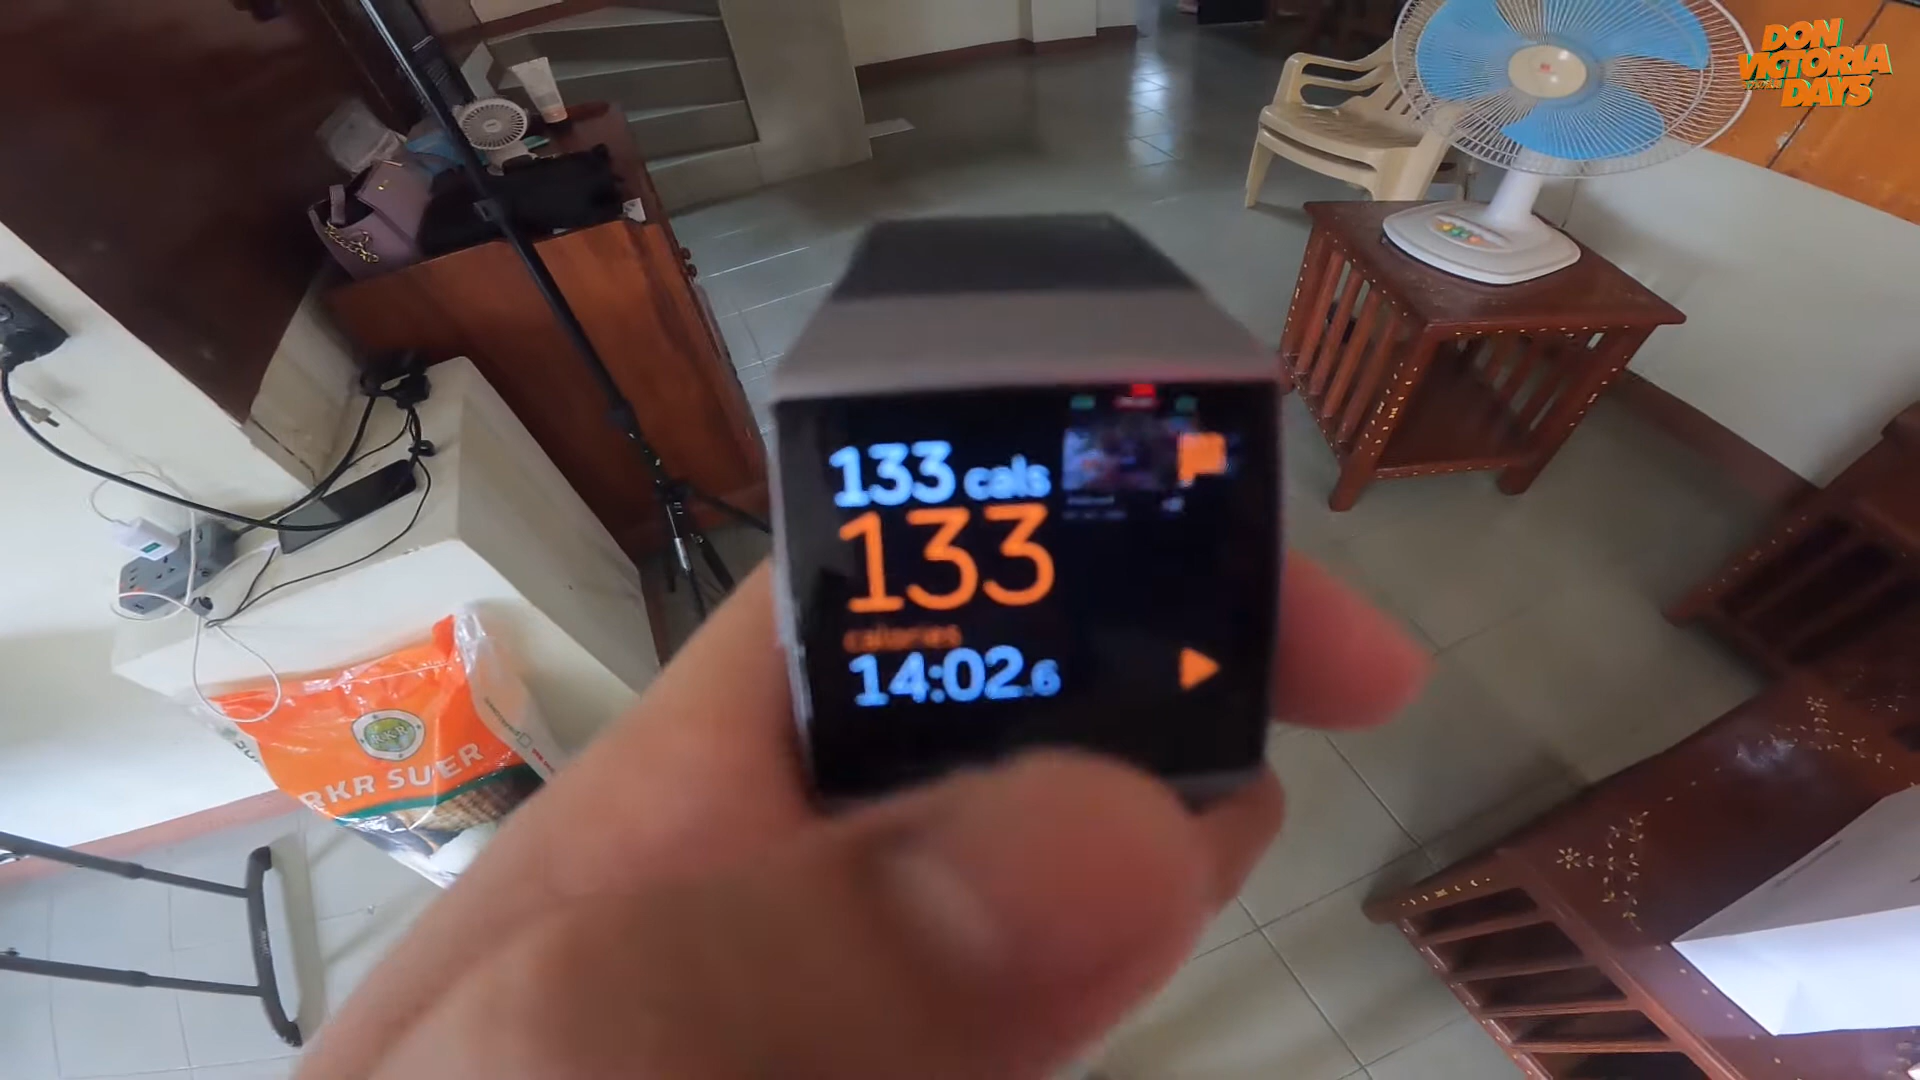 DON
VICTORIA
DAYS
133 cals
133
calories
14:02.6
RKR SUPER